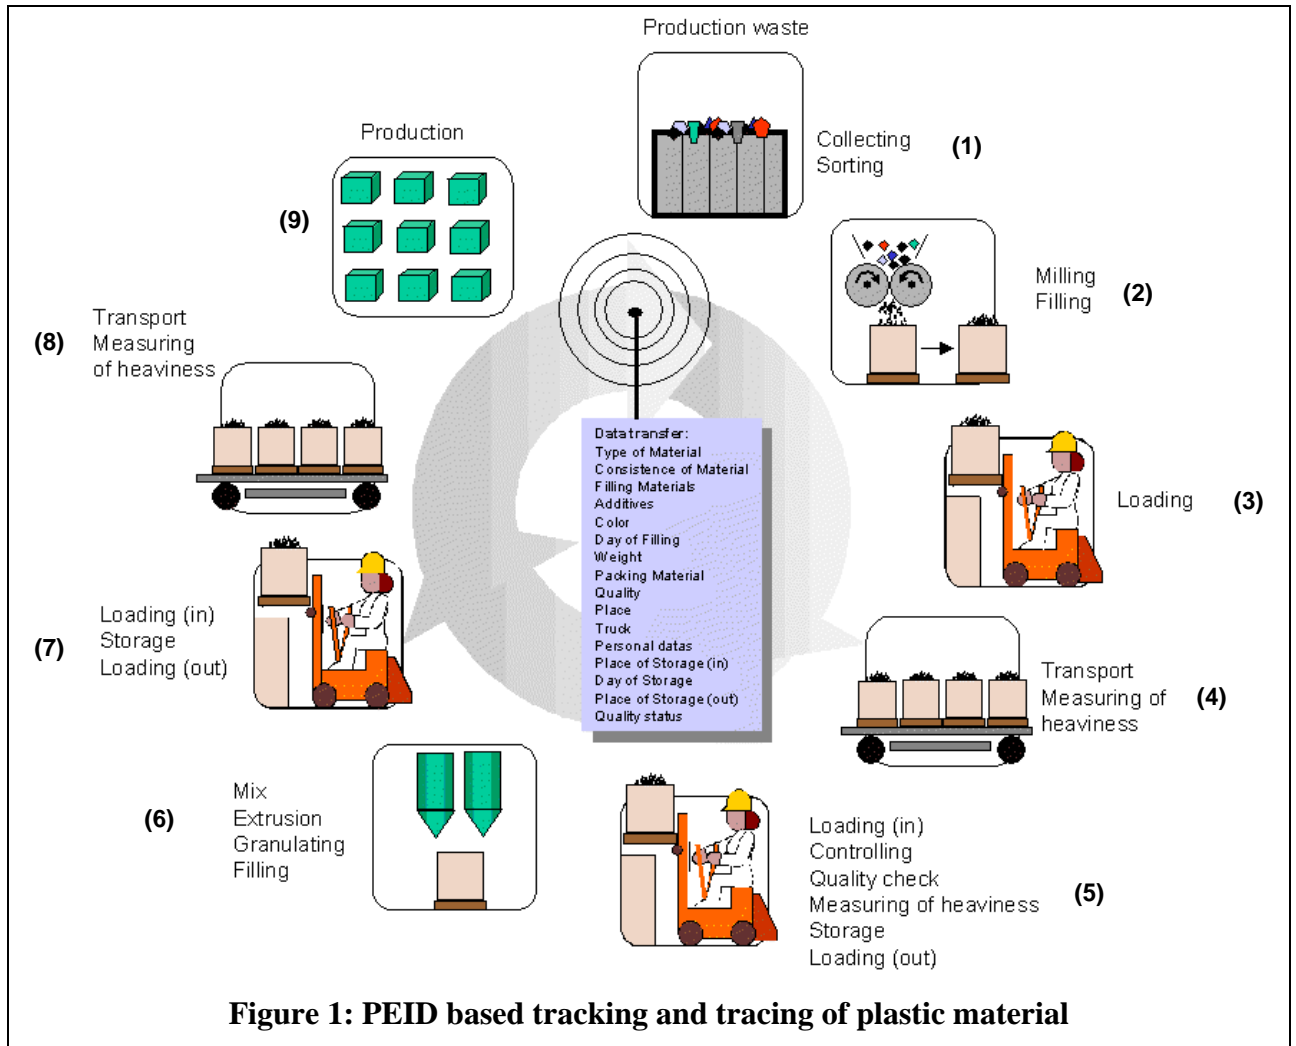 Production waste
Collecting
Sorting
(1)
Milling
Filling
(2)
Loading
(3)
Transport
Measuring of
heaviness
(4)
Loading (in)
Controlling
Quality check
Measuring of heaviness
Storage
Loading (out)
(5)
Mix
Extrusion
Granulating
Filling
(6)
Loading (in)
Storage
Loading (out)
(7)
Transport
Measuring
of heaviness
(8)
Production
(9)
Data transfer:
Type of Material
Consistence of Material
Filling Materials
Additives
Color
Day of Filling
Weight
Packing Material
Quality
Place
Truck
Personal datas
Place of Storage (in)
Day of Storage
Place of Storage (out)
Quality status
Figure 1: PEID based tracking and tracing of plastic material